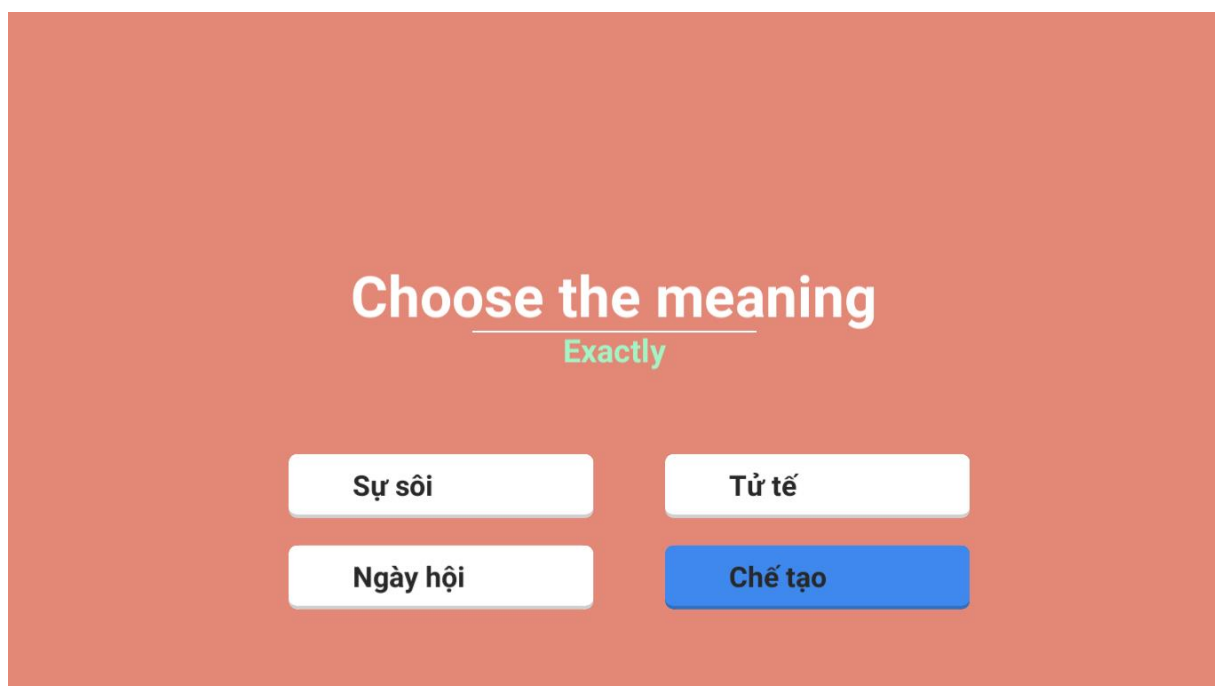 Choose the meaning
Exactly
Sự sôi
Tử tế
Ngày hội
Chế tạo